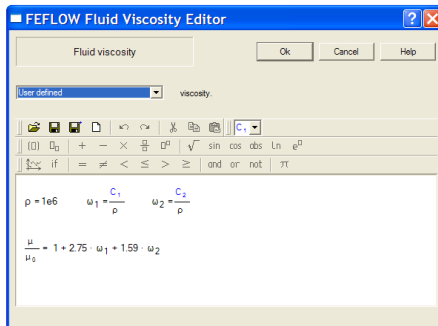 FEFLOW Fluid Viscosity Editor
Fluid viscosity Ok Cancel Help
User defined viscosity.
C₁
(▯) ▯₀ + − × ÷ ▯ⁿ √ sin cos abs ln e▯
if = ≠ < ≤ > ≥ and or not π
ρ = 1e6 ω₁ = C₁/ρ ω₂ = C₂/ρ
μ/μ₀ = 1 + 2.75 · ω₁ + 1.59 · ω₂